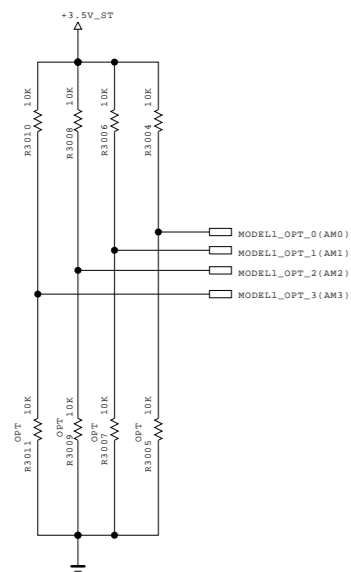 +3.5V_ST
10K
R3010
10K
R3008
10K
R3006
10K
R3004
MODEL1_OPT_0(AM0)
MODEL1_OPT_1(AM1)
MODEL1_OPT_2(AM2)
MODEL1_OPT_3(AM3)
OPT 10K
R3011
OPT 10K
R3009
OPT 10K
R3007
OPT 10K
R3005